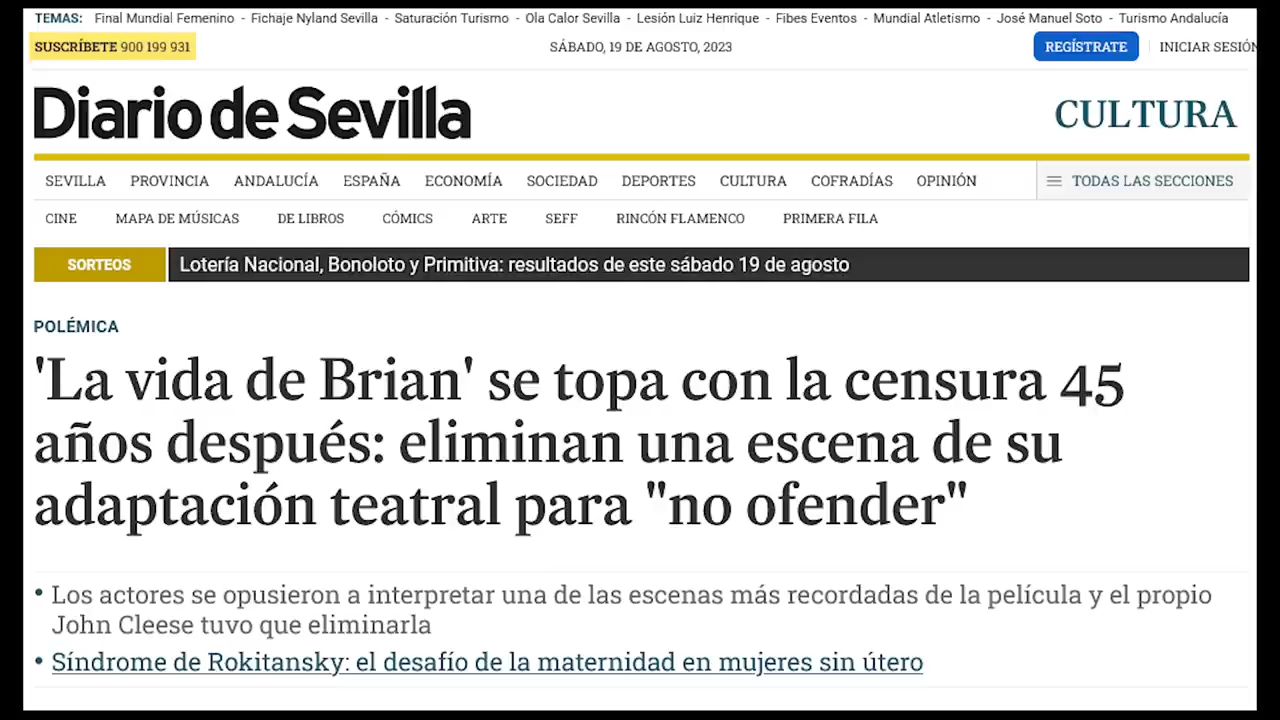 TEMAS: Final Mundial Femenino - Fichaje Nyland Sevilla - Saturación Turismo - Ola Calor Sevilla - Lesión Luiz Henrique - Fibes Eventos - Mundial Atletismo - José Manuel Soto - Turismo Andalucía
SUSCRÍBETE 900 199 931 SÁBADO, 19 DE AGOSTO, 2023 REGÍSTRATE INICIAR SESIÓN
Diario de Sevilla CULTURA
SEVILLA PROVINCIA ANDALUCÍA ESPAÑA ECONOMÍA SOCIEDAD DEPORTES CULTURA COFRADÍAS OPINIÓN TODAS LAS SECCIONES
CINE MAPA DE MÚSICAS DE LIBROS CÓMICS ARTE SEFF RINCÓN FLAMENCO PRIMERA FILA
SORTEOS Lotería Nacional, Bonoloto y Primitiva: resultados de este sábado 19 de agosto
POLÉMICA
'La vida de Brian' se topa con la censura 45
años después: eliminan una escena de su
adaptación teatral para "no ofender"
• Los actores se opusieron a interpretar una de las escenas más recordadas de la película y el propio
John Cleese tuvo que eliminarla
• Síndrome de Rokitansky: el desafío de la maternidad en mujeres sin útero